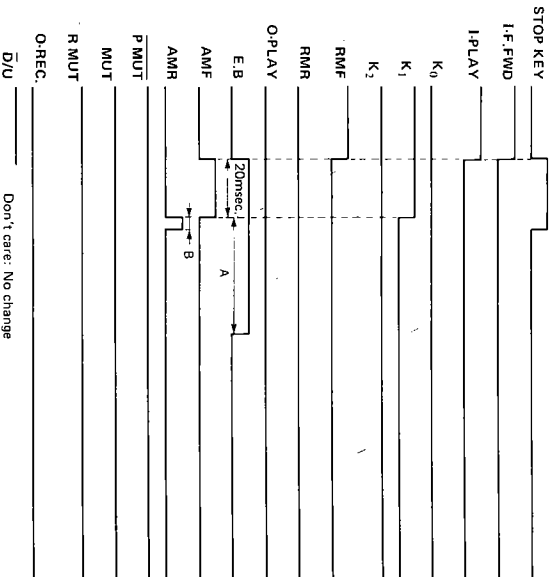 STOP KEY
I·F.FWD
I·PLAY
K₀
K₁
K₂
RMF
RMR
O·PLAY
E.B
AMF
AMR
P MUT
MUT
R MUT
O·REC.
D/U
20msec.
A
B
Don't care: No change